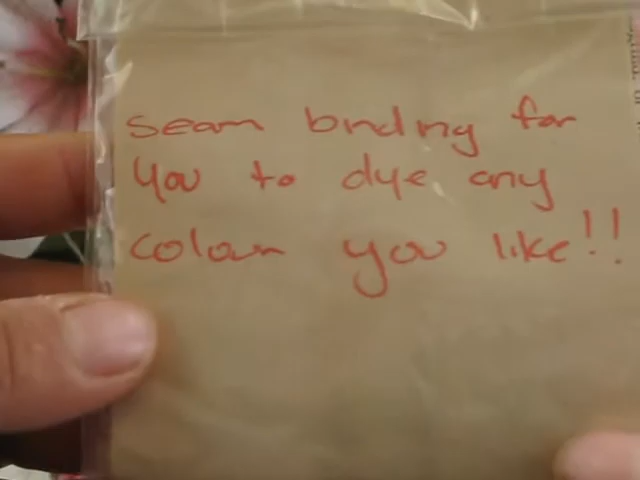 seam binding for
you to dye any
colour you like!!